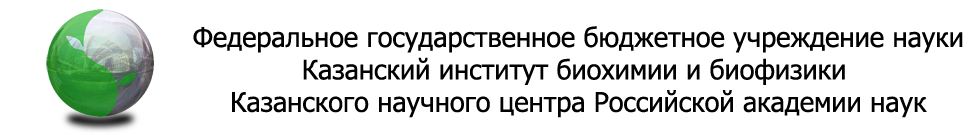 Федеральное государственное бюджетное учреждение науки
Казанский институт биохимии и биофизики
Казанского научного центра Российской академии наук